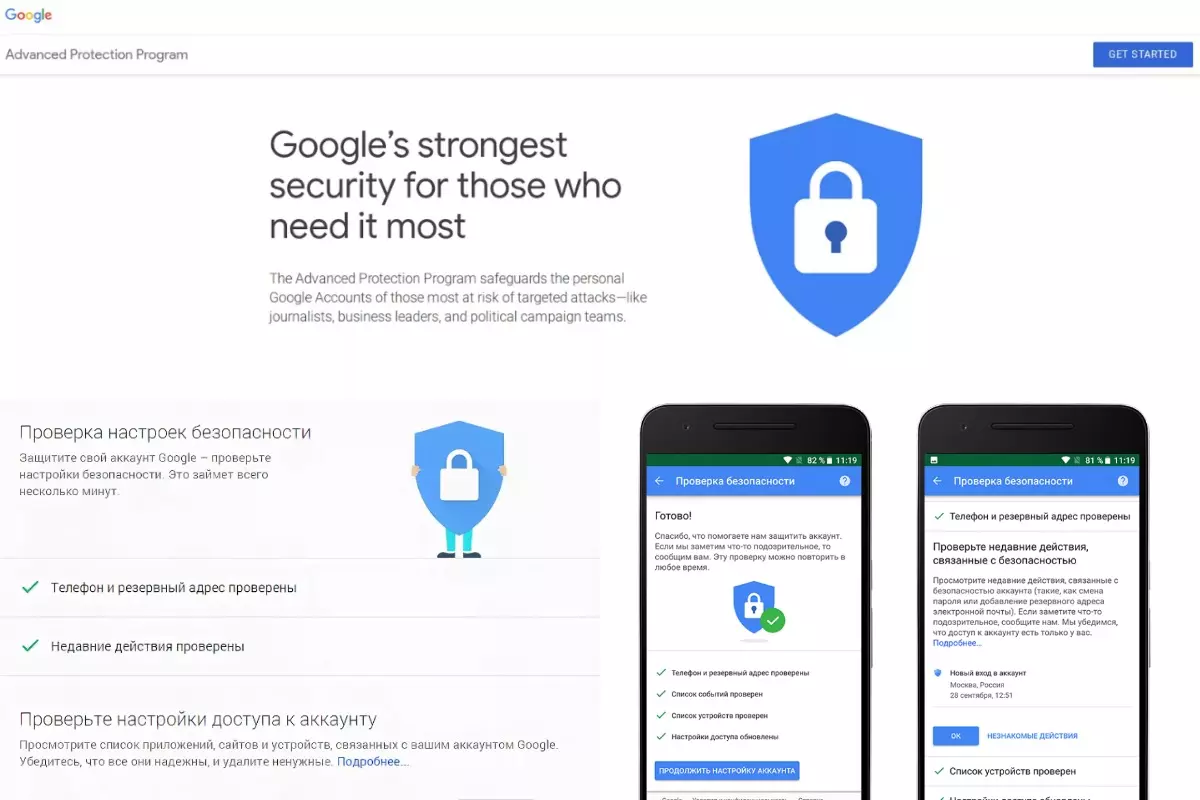 Google
Advanced Protection Program
GET STARTED
Google's strongest
security for those who
need it most
The Advanced Protection Program safeguards the personal
Google Accounts of those most at risk of targeted attacks—like
journalists, business leaders, and political campaign teams.
Проверка настроек безопасности
Защитите свой аккаунт Google – проверьте
настройки безопасности. Это займет всего
несколько минут.
Телефон и резервный адрес проверены
Недавние действия проверены
Проверьте настройки доступа к аккаунту
Просмотрите список приложений, сайтов и устройств, связанных с вашим аккаунтом Google.
Убедитесь, что все они надежны, и удалите ненужные. Подробнее...
82 % 11:19
Проверка безопасности
Готово!
Спасибо, что помогаете нам защитить аккаунт.
Если мы заметим что-то подозрительное, то
сообщим вам. Эту проверку можно повторить в
любое время.
Телефон и резервный адрес проверены
Список событий проверен
Список устройств проверен
Настройки доступа обновлены
ПРОДОЛЖИТЬ НАСТРОЙКУ АККАУНТА
81 % 11:19
Проверка безопасности
Телефон и резервный адрес проверены
Проверьте недавние действия,
связанные с безопасностью
Просмотрите недавние действия, связанные с
безопасностью аккаунта (такие, как смена
пароля или добавление резервного адреса
электронной почты). Если заметите что-то
подозрительное, сообщите нам. Мы убедимся,
что доступ к аккаунту есть только у вас.
Подробнее...
Новый вход в аккаунт
Москва, Россия
28 сентября, 12:51
ОК НЕЗНАКОМЫЕ ДЕЙСТВИЯ
Список устройств проверен